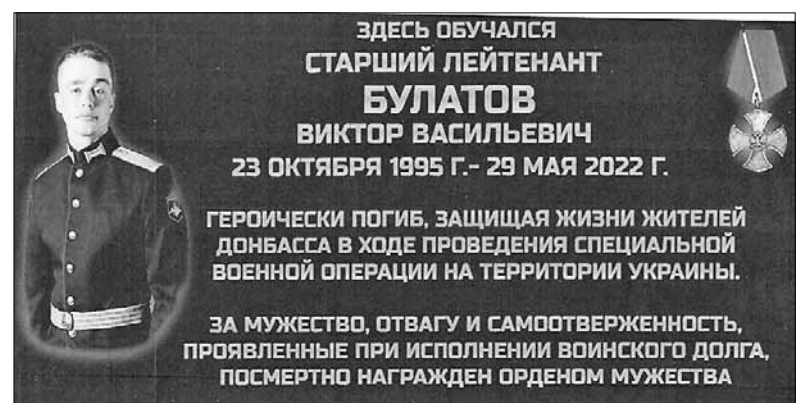 ЗДЕСЬ ОБУЧАЛСЯ
СТАРШИЙ ЛЕЙТЕНАНТ
БУЛАТОВ
ВИКТОР ВАСИЛЬЕВИЧ
23 ОКТЯБРЯ 1995 Г.- 29 МАЯ 2022 Г.
ГЕРОИЧЕСКИ ПОГИБ, ЗАЩИЩАЯ ЖИЗНИ ЖИТЕЛЕЙ
ДОНБАССА В ХОДЕ ПРОВЕДЕНИЯ СПЕЦИАЛЬНОЙ
ВОЕННОЙ ОПЕРАЦИИ НА ТЕРРИТОРИИ УКРАИНЫ.
ЗА МУЖЕСТВО, ОТВАГУ И САМООТВЕРЖЕННОСТЬ,
ПРОЯВЛЕННЫЕ ПРИ ИСПОЛНЕНИИ ВОИНСКОГО ДОЛГА,
ПОСМЕРТНО НАГРАЖДЕН ОРДЕНОМ МУЖЕСТВА